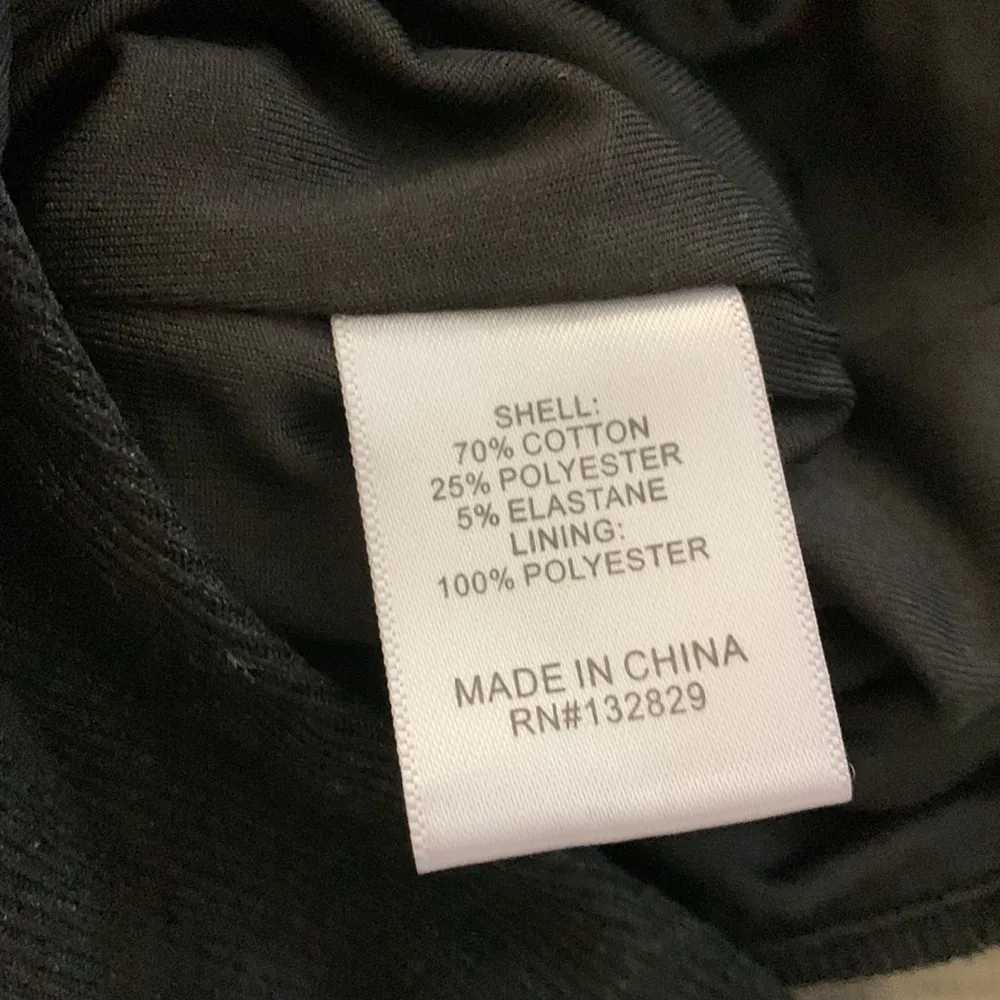 SHELL:
70% COTTON
25% POLYESTER
5% ELASTANE
LINING:
100% POLYESTER
MADE IN CHINA
RN#132829